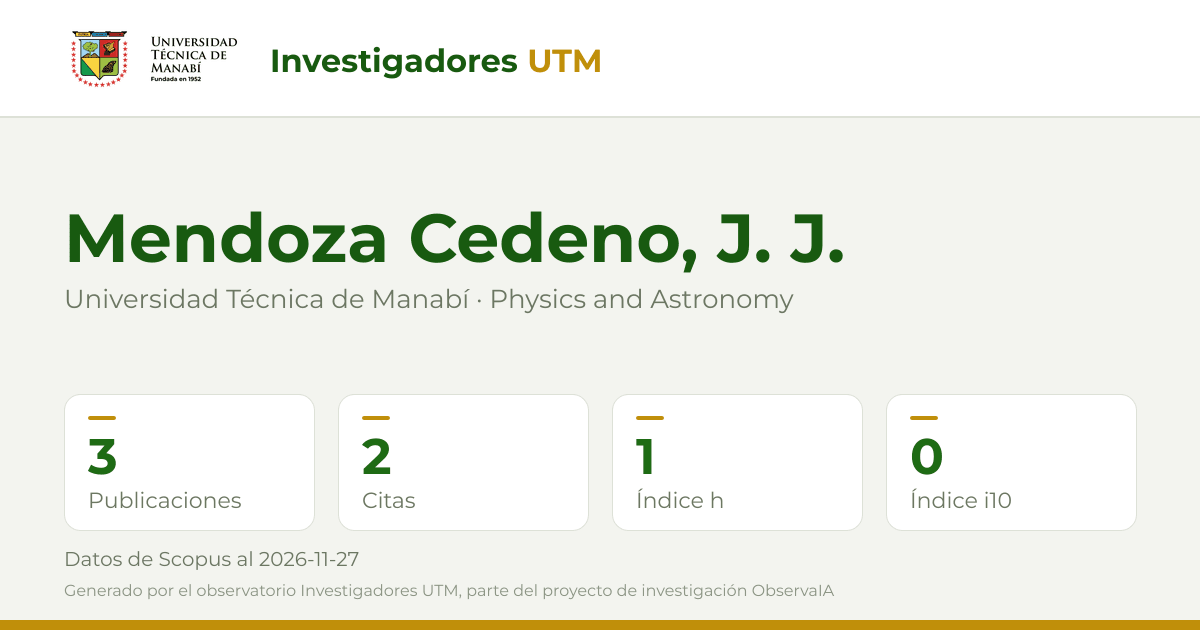 UNIVERSIDAD
TÉCNICA DE
MANABÍ
Fundada en 1952
Investigadores UTM
Mendoza Cedeno, J. J.
Universidad Técnica de Manabí · Physics and Astronomy
3
Publicaciones
2
Citas
1
Índice h
0
Índice i10
Datos de Scopus al 2026-11-27
Generado por el observatorio Investigadores UTM, parte del proyecto de investigación ObservaIA